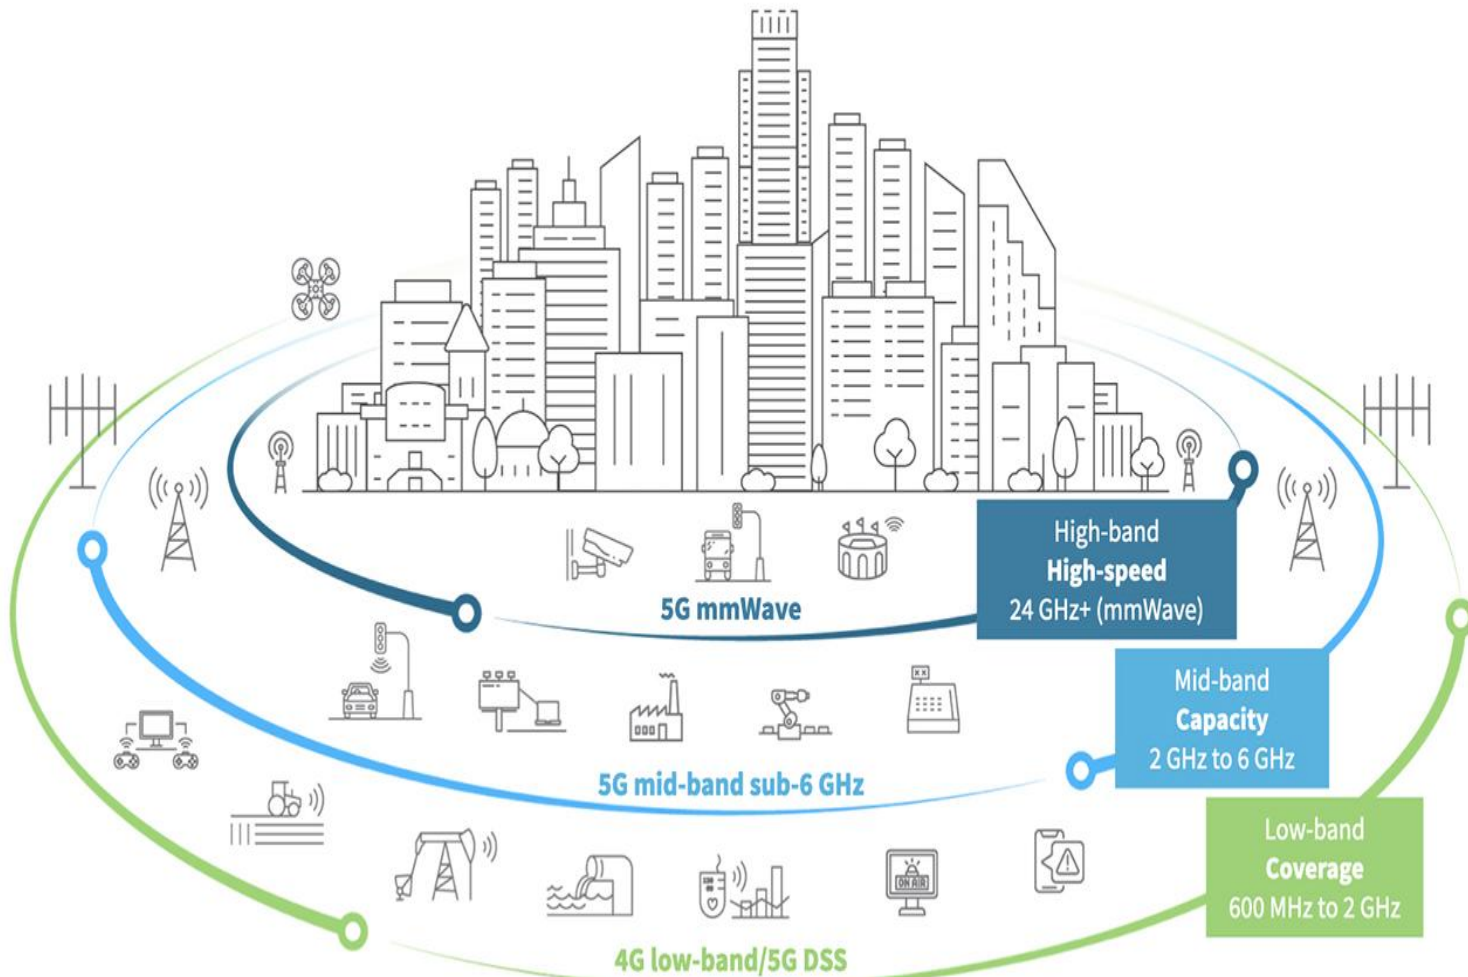 5G mmWave
High-band
High-speed
24 GHz+ (mmWave)
Mid-band
Capacity
2 GHz to 6 GHz
5G mid-band sub-6 GHz
ON AIR
Low-band
Coverage
600 MHz to 2 GHz
4G low-band/5G DSS